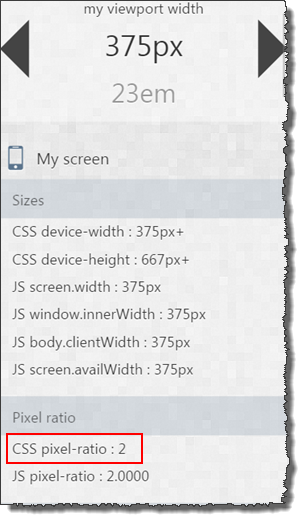 my viewport width
375px
23em
My screen
Sizes
CSS device-width : 375px+
CSS device-height : 667px+
JS screen.width : 375px
JS window.innerWidth : 375px
JS body.clientWidth : 375px
JS screen.availWidth : 375px
Pixel ratio
CSS pixel-ratio : 2
JS pixel-ratio : 2.0000